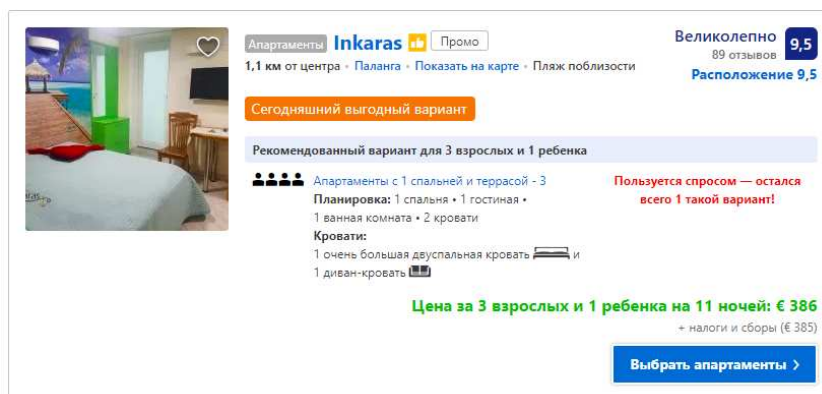 Апартаменты Inkaras Промо
Великолепно 9,5
89 отзывов
1,1 км от центра • Паланга • Показать на карте • Пляж поблизости
Расположение 9,5
Сегодняшний выгодный вариант
Рекомендованный вариант для 3 взрослых и 1 ребенка
Апартаменты с 1 спальней и террасой - 3
Пользуется спросом — остался
всего 1 такой вариант!
Планировка: 1 спальня • 1 гостиная •
1 ванная комната • 2 кровати
Кровати:
1 очень большая двуспальная кровать и
1 диван-кровать
Цена за 3 взрослых и 1 ребенка на 11 ночей: € 386
+ налоги и сборы (€ 385)
Выбрать апартаменты